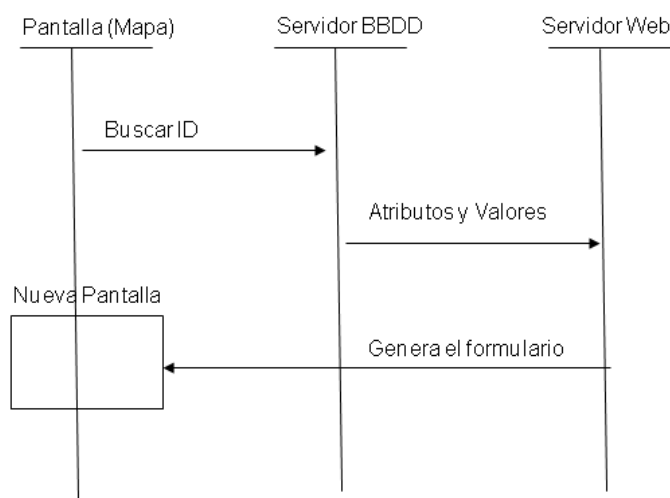 Pantalla (Mapa)
Servidor BBDD
Servidor Web
Buscar ID
Atributos y Valores
Nueva Pantalla
Genera el formulario